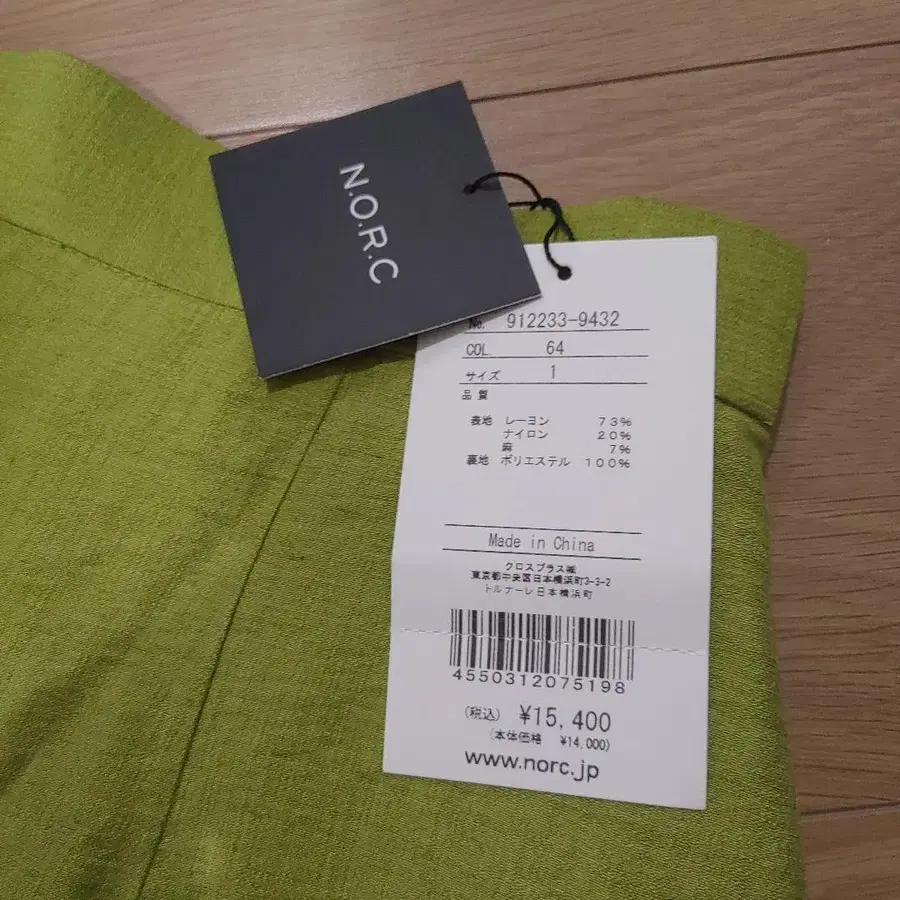 N.O.R.C
No. 912233-9432
COL. 64
サイズ 1
品質
表地 レーヨン 73%
ナイロン 20%
麻 7%
裏地 ポリエステル 100%
Made in China
クロスプラス㈱
東京都中央区日本橋浜町3-3-2
トルナーレ日本橋浜町
4550312075198
(税込) ¥15,400
(本体価格 ¥14,000)
www.norc.jp